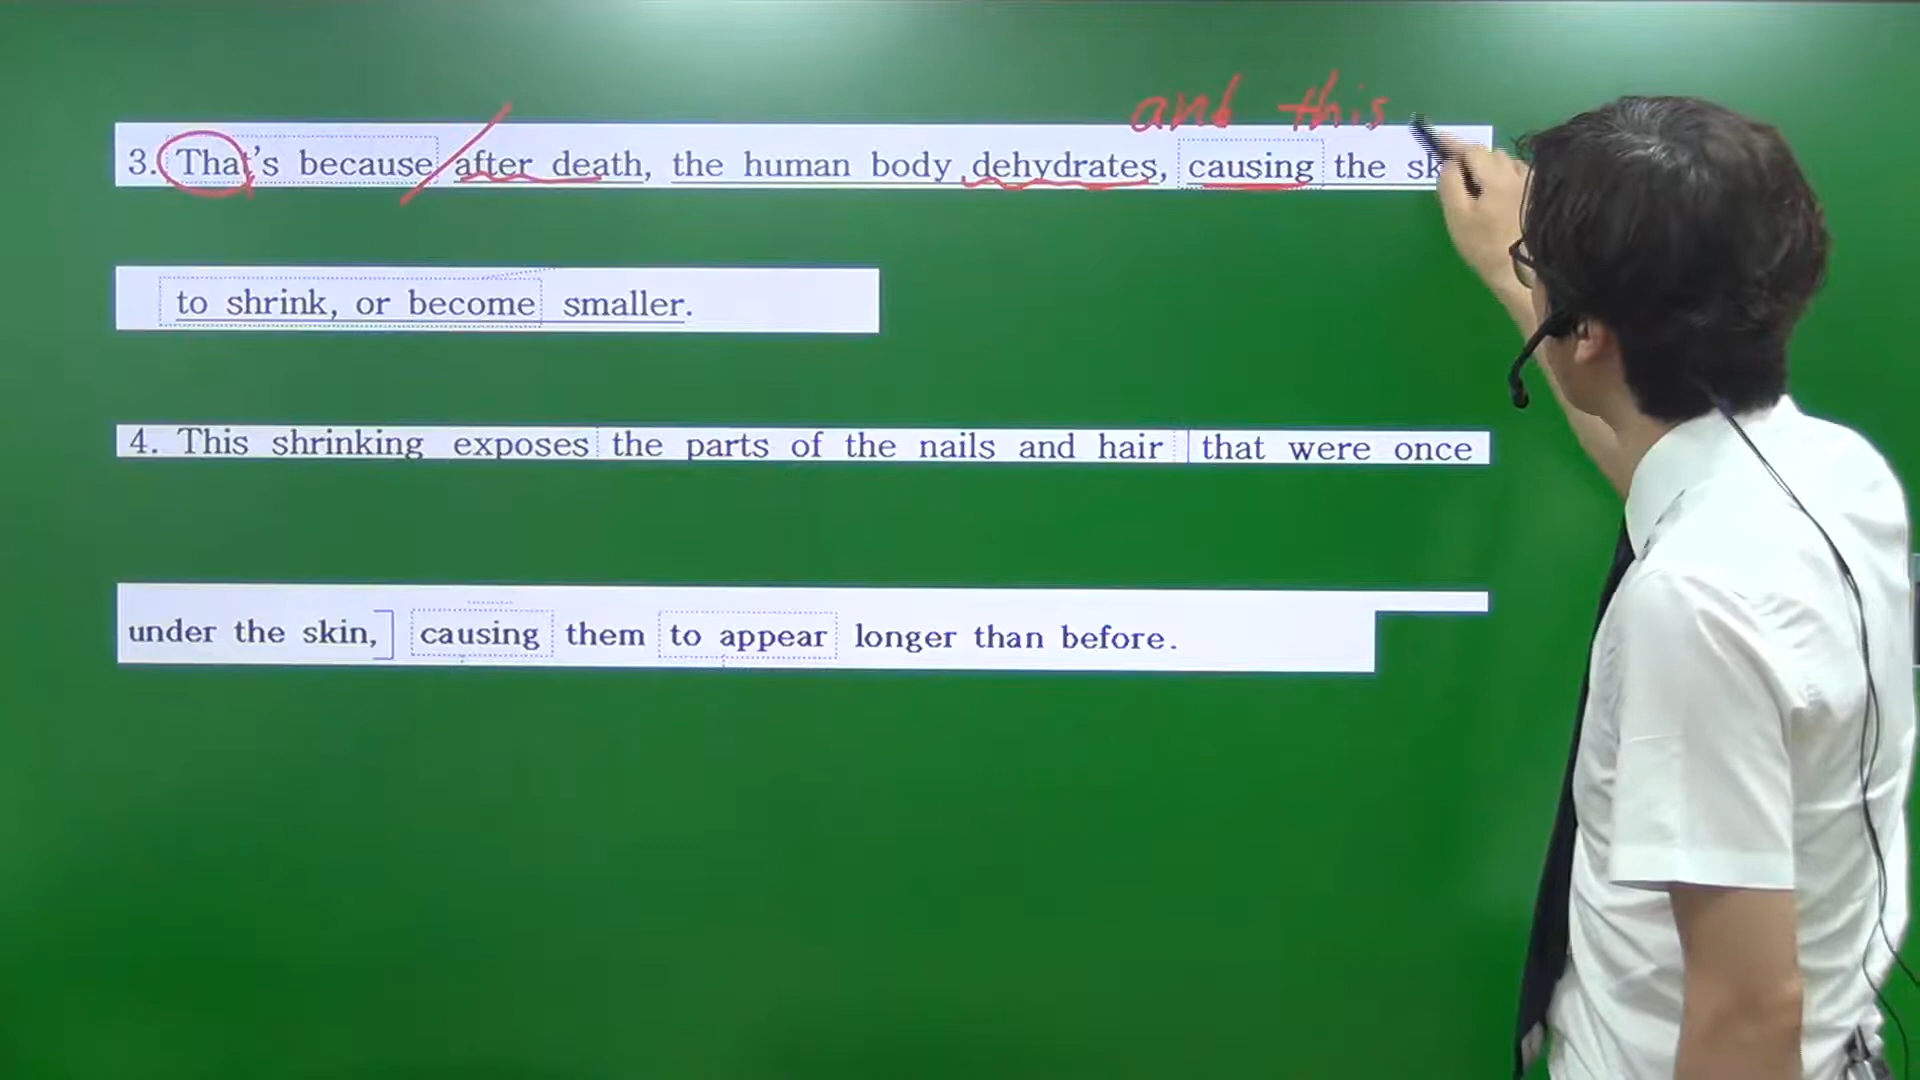 and this
3. That's because after death, the human body dehydrates, causing the
to shrink, or become smaller.
4. This shrinking exposes the parts of the nails and hair that were once
under the skin,] causing them to appear longer than before.